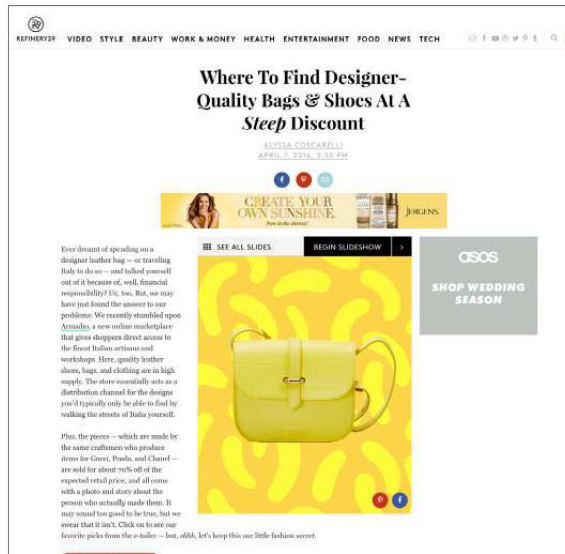 REFINERY29 VIDEO STYLE BEAUTY WORK & MONEY HEALTH ENTERTAINMENT FOOD NEWS TECH
Where To Find Designer-
Quality Bags & Shoes At A
Steep Discount
ALYSSA COSCARELLI
APRIL 7, 2016, 3:30 PM
CREATE YOUR
OWN SUNSHINE.
JERGENS
Ever dreamt of spending on a
designer leather bag — or traveling
Italy to do so — and talked yourself
out of it because of, well, financial
responsibility? Us, too. But, we may
have just found the answer to our
problems: We recently stumbled upon
Armadio, a new online marketplace
that gives shoppers direct access to
the finest Italian artisans and
workshops. Here, quality leather
shoes, bags, and clothing are in high
supply. The store essentially acts as a
distribution channel for the designs
you'd typically only be able to find by
walking the streets of Italia yourself.
Plus, the pieces — which are made by
the same craftsmen who produce
items for Gucci, Prada, and Chanel —
are sold for about 70% off of the
expected retail price, and all come
with a photo and story about the
person who actually made them. It
may sound too good to be true, but we
swear that it isn't. Click on to see our
favorite picks from the e-tailer — but, shhh, let's keep this our little fashion secret.
SEE ALL SLIDES BEGIN SLIDESHOW >
asos
SHOP WEDDING
SEASON